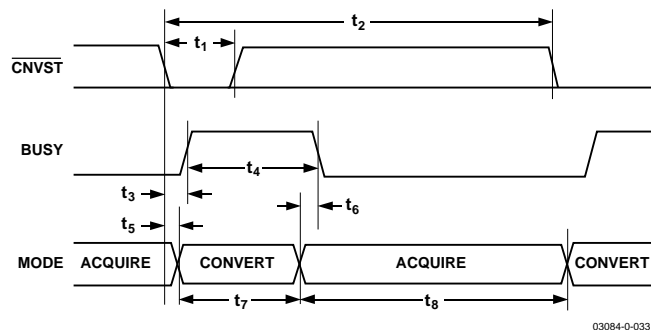 t2
t1
CNVST
BUSY
t4
t3
t6
t5
MODE ACQUIRE CONVERT ACQUIRE CONVERT
t7 t8
03084-0-033